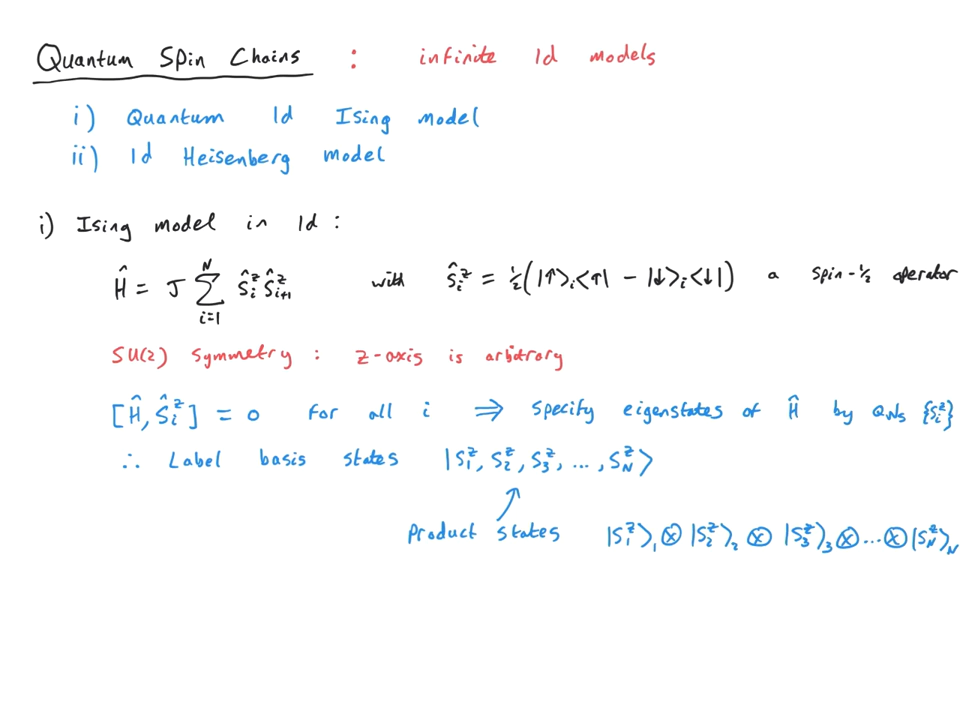 Quantum Spin Chains : infinite 1d models
i) Quantum 1d Ising model
ii) 1d Heisenberg model
i) Ising model in 1d :
Ĥ = J ∑_{i=1}^{N} Ŝ_i^z Ŝ_{i+1}^z with Ŝ_i^z = ½(|↑⟩_i⟨↑| − |↓⟩_i⟨↓|) a spin-½ operator
SU(2) symmetry : z-axis is arbitrary
[Ĥ, Ŝ_i^z] = 0 for all i ⇒ specify eigenstates of Ĥ by QNs {S_i^z}
∴ Label basis states |S_1^z, S_2^z, S_3^z, ..., S_N^z⟩
Product states |S_1^z⟩_1 ⊗ |S_2^z⟩_2 ⊗ |S_3^z⟩_3 ⊗ ... ⊗ |S_N^z⟩_N